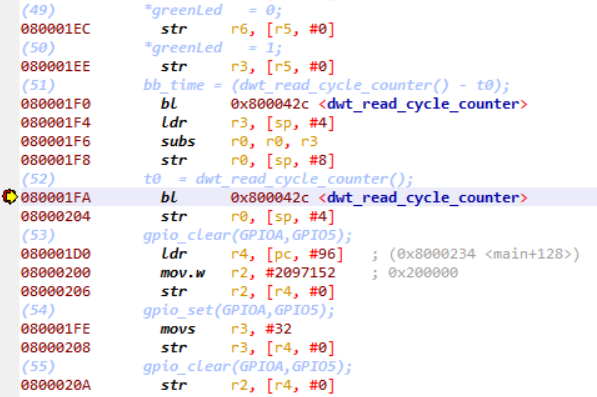 (49) *greenLed = 0;
080001EC str r6, [r5, #0]
(50) *greenLed = 1;
080001EE str r3, [r5, #0]
(51) bb_time = (dwt_read_cycle_counter() - t0);
080001F0 bl 0x800042c <dwt_read_cycle_counter>
080001F4 ldr r3, [sp, #4]
080001F6 subs r0, r0, r3
080001F8 str r0, [sp, #8]
(52) t0 = dwt_read_cycle_counter();
080001FA bl 0x800042c <dwt_read_cycle_counter>
08000204 str r0, [sp, #4]
(53) gpio_clear(GPIOA,GPIO5);
080001D0 ldr r4, [pc, #96] ; (0x8000234 <main+128>)
08000200 mov.w r2, #2097152 ; 0x200000
08000206 str r2, [r4, #0]
(54) gpio_set(GPIOA,GPIO5);
080001FE movs r3, #32
08000208 str r3, [r4, #0]
(55) gpio_clear(GPIOA,GPIO5);
0800020A str r2, [r4, #0]